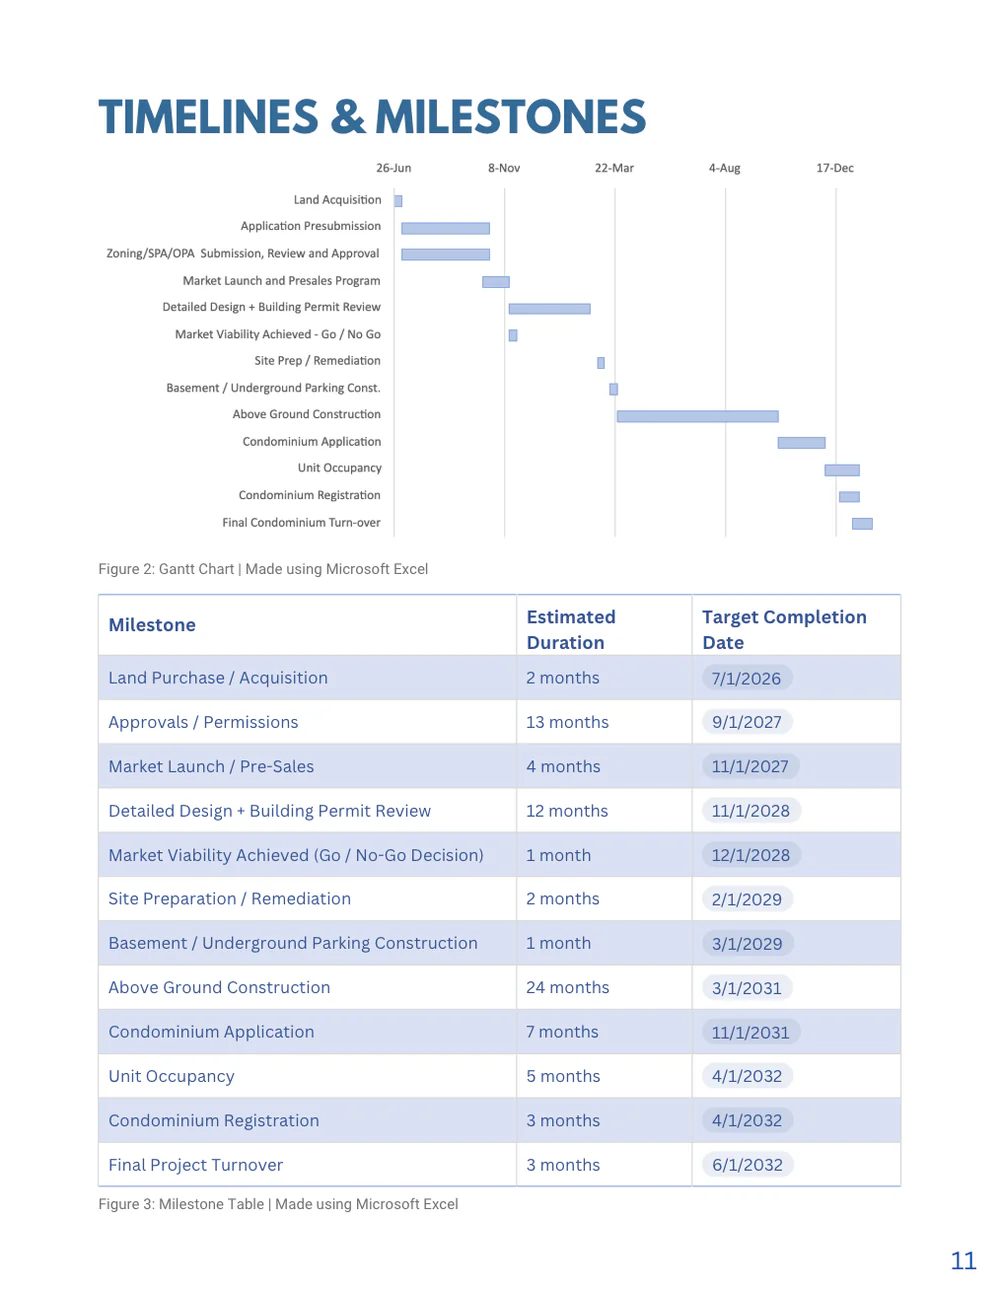 TIMELINES & MILESTONES
26-Jun 8-Nov 22-Mar 4-Aug 17-Dec
Land Acquisition
Application Presubmission
Zoning/SPA/OPA Submission, Review and Approval
Market Launch and Presales Program
Detailed Design + Building Permit Review
Market Viability Achieved - Go / No Go
Site Prep / Remediation
Basement / Underground Parking Const.
Above Ground Construction
Condominium Application
Unit Occupancy
Condominium Registration
Final Condominium Turn-over
Figure 2: Gantt Chart | Made using Microsoft Excel
Milestone Estimated Duration Target Completion Date
Land Purchase / Acquisition 2 months 7/1/2026
Approvals / Permissions 13 months 9/1/2027
Market Launch / Pre-Sales 4 months 11/1/2027
Detailed Design + Building Permit Review 12 months 11/1/2028
Market Viability Achieved (Go / No-Go Decision) 1 month 12/1/2028
Site Preparation / Remediation 2 months 2/1/2029
Basement / Underground Parking Construction 1 month 3/1/2029
Above Ground Construction 24 months 3/1/2031
Condominium Application 7 months 11/1/2031
Unit Occupancy 5 months 4/1/2032
Condominium Registration 3 months 4/1/2032
Final Project Turnover 3 months 6/1/2032
Figure 3: Milestone Table | Made using Microsoft Excel
11